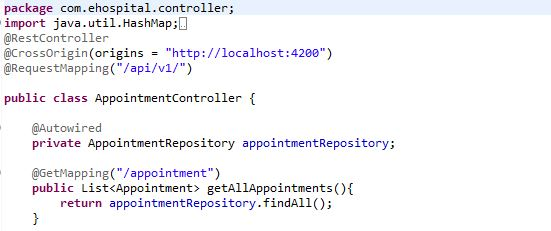 package com.ehospital.controller;
import java.util.HashMap;
@RestController
@CrossOrigin(origins = "http://localhost:4200")
@RequestMapping("/api/v1/")
public class AppointmentController {
@Autowired
private AppointmentRepository appointmentRepository;
@GetMapping("/appointment")
public List<Appointment> getAllAppointments(){
return appointmentRepository.findAll();
}